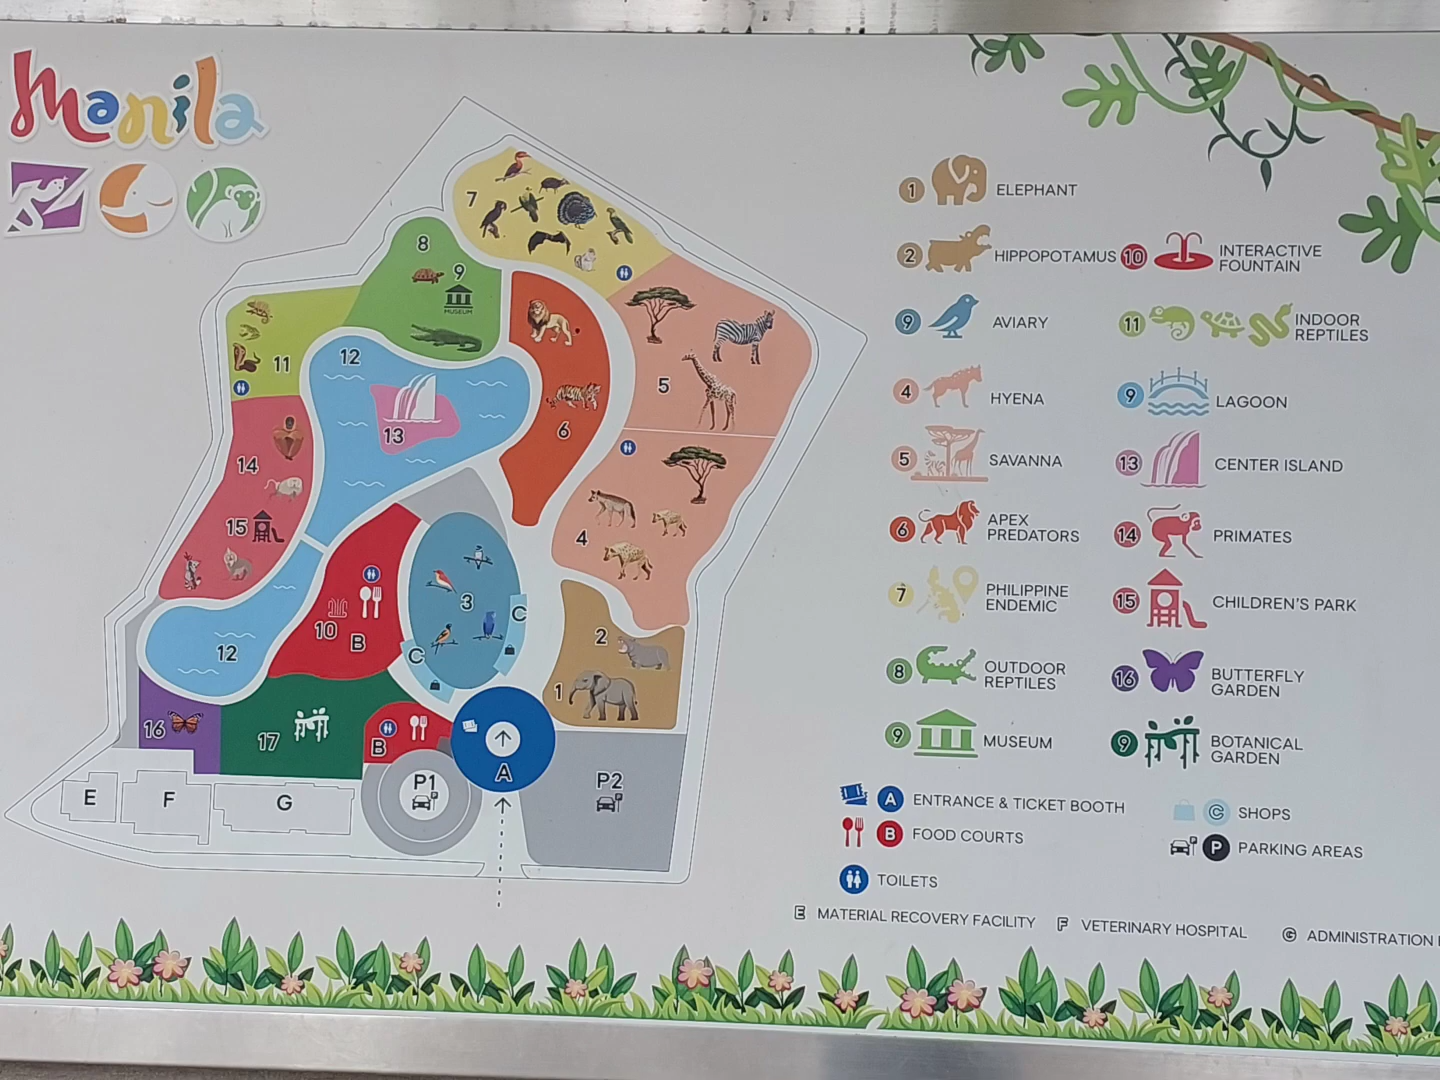 Manila
ZOO
7
8
9
MUSEUM
11
12
13
5
6
14
15
4
3
10
B
C
C
2
1
12
16
17
B
A
P1
P2
E
F
G
1 ELEPHANT
2 HIPPOPOTAMUS
9 AVIARY
4 HYENA
5 SAVANNA
6 APEX
PREDATORS
7 PHILIPPINE
ENDEMIC
8 OUTDOOR
REPTILES
9 MUSEUM
10 INTERACTIVE
FOUNTAIN
11 INDOOR
REPTILES
9 LAGOON
13 CENTER ISLAND
14 PRIMATES
15 CHILDREN'S PARK
16 BUTTERFLY
GARDEN
9 BOTANICAL
GARDEN
A ENTRANCE & TICKET BOOTH
B FOOD COURTS
TOILETS
C SHOPS
P PARKING AREAS
E MATERIAL RECOVERY FACILITY F VETERINARY HOSPITAL G ADMINISTRATION